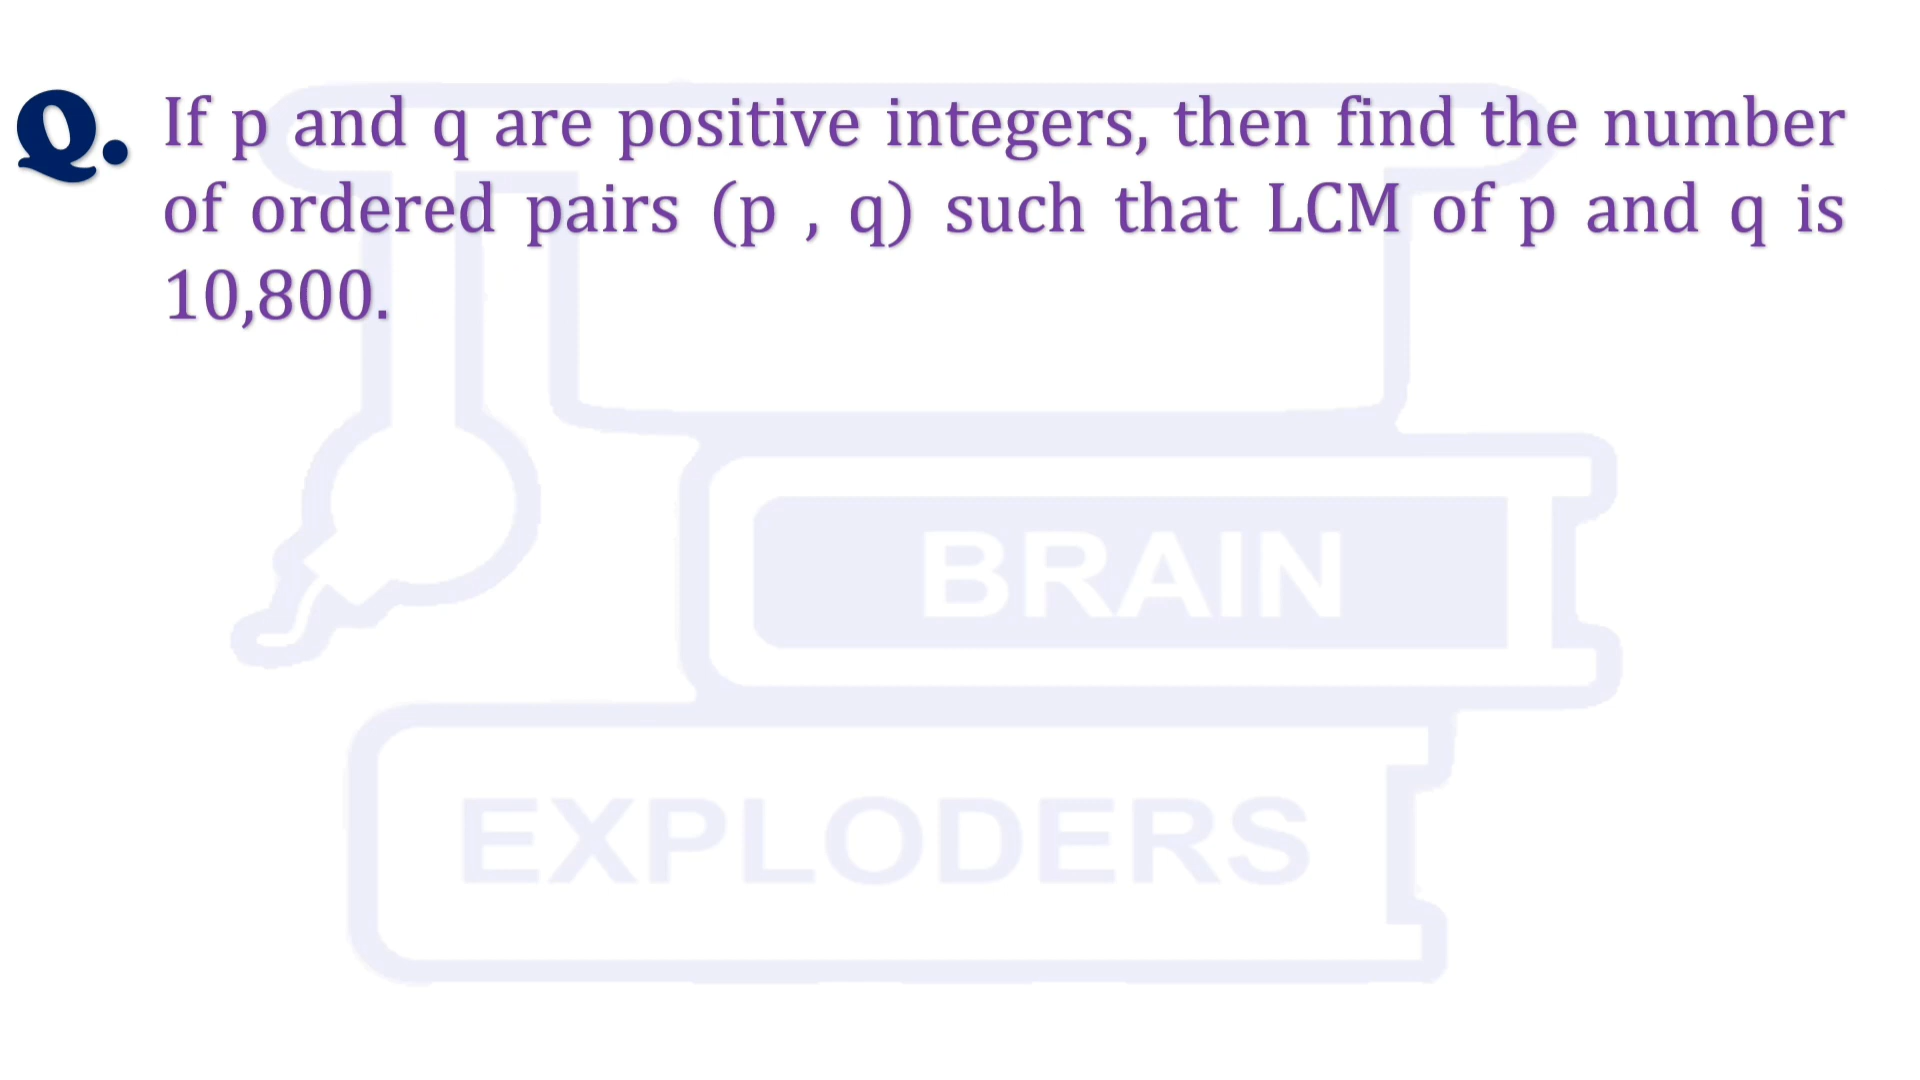 Q. If p and q are positive integers, then find the number
of ordered pairs (p , q) such that LCM of p and q is
10,800.
BRAIN
EXPLODERS